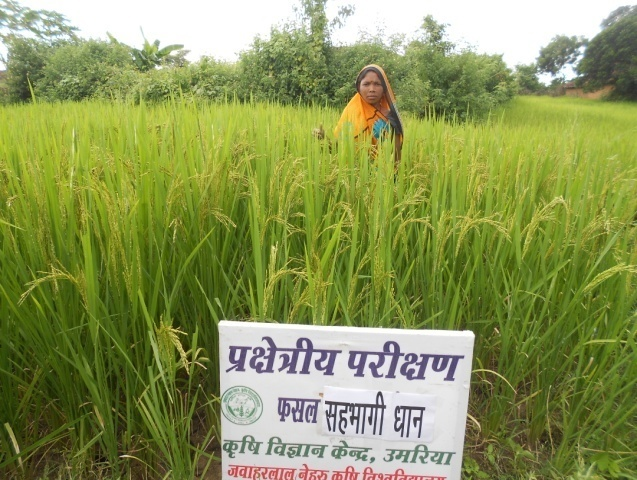 प्रक्षेत्रीय परीक्षण
फसल सहभागी धान
कृषि विज्ञान केन्द्र, उमरिया
जवाहरलाल नेहरू कृषि विश्वविद्यालय